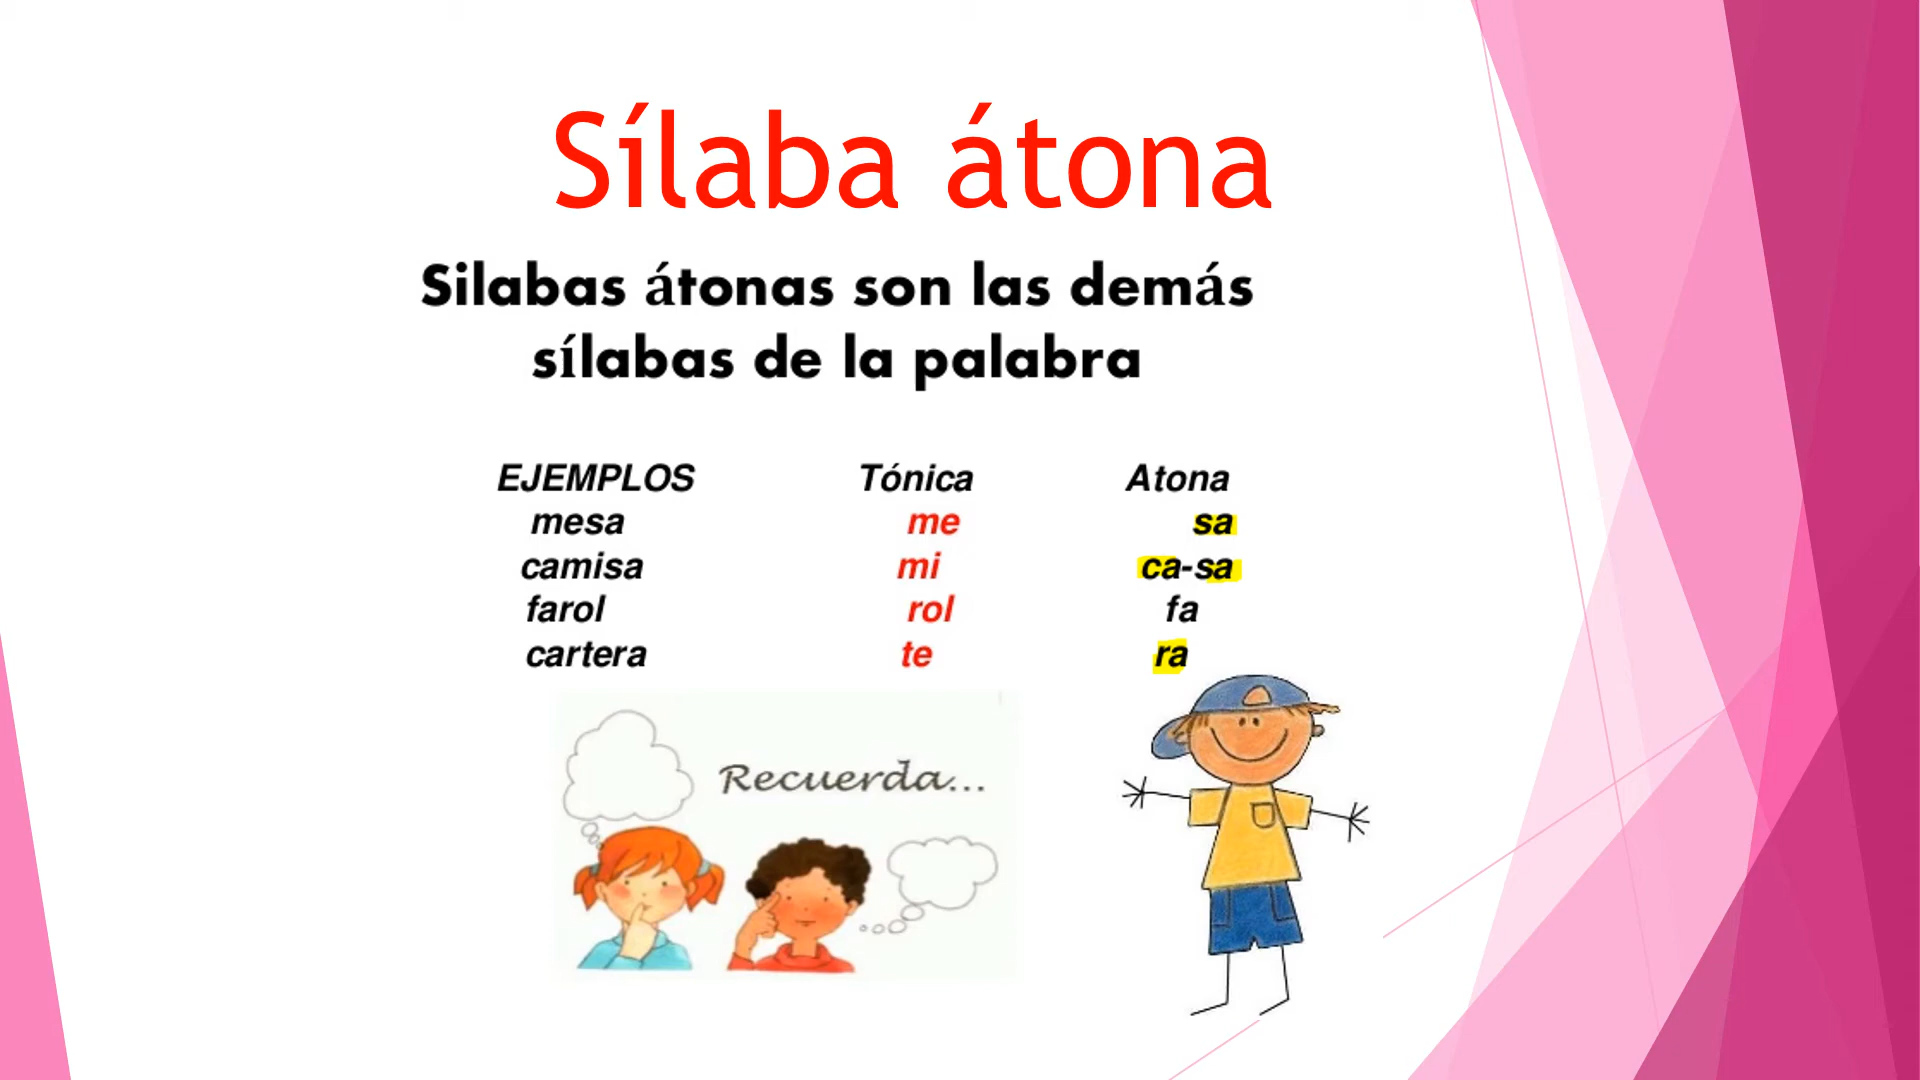 Sílaba átona
Silabas átonas son las demás
sílabas de la palabra
EJEMPLOS Tónica Atona
mesa me sa
camisa mi ca-sa
farol rol fa
cartera te ra
Recuerda...